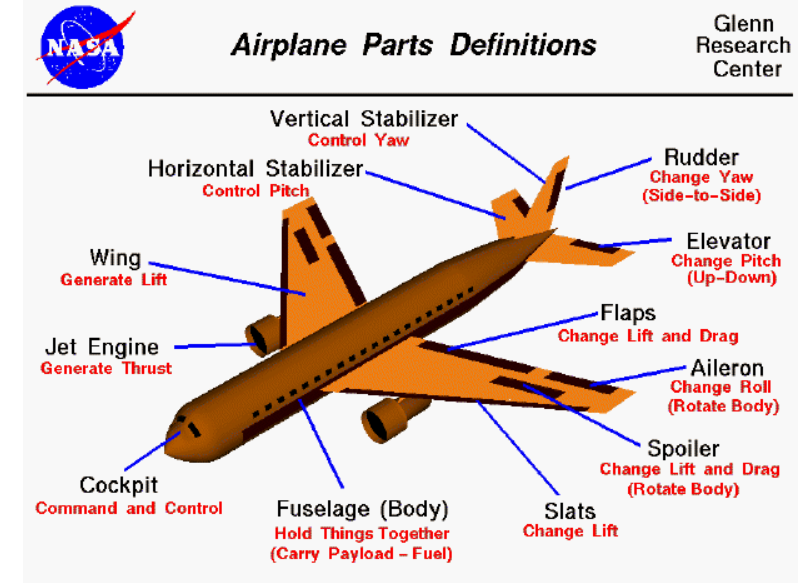 NASA
Airplane Parts Definitions
Glenn
Research
Center
Vertical Stabilizer
Control Yaw
Horizontal Stabilizer
Control Pitch
Rudder
Change Yaw
(Side-to-Side)
Wing
Generate Lift
Elevator
Change Pitch
(Up-Down)
Flaps
Change Lift and Drag
Jet Engine
Generate Thrust
Aileron
Change Roll
(Rotate Body)
Spoiler
Change Lift and Drag
(Rotate Body)
Cockpit
Command and Control
Fuselage (Body)
Hold Things Together
(Carry Payload - Fuel)
Slats
Change Lift